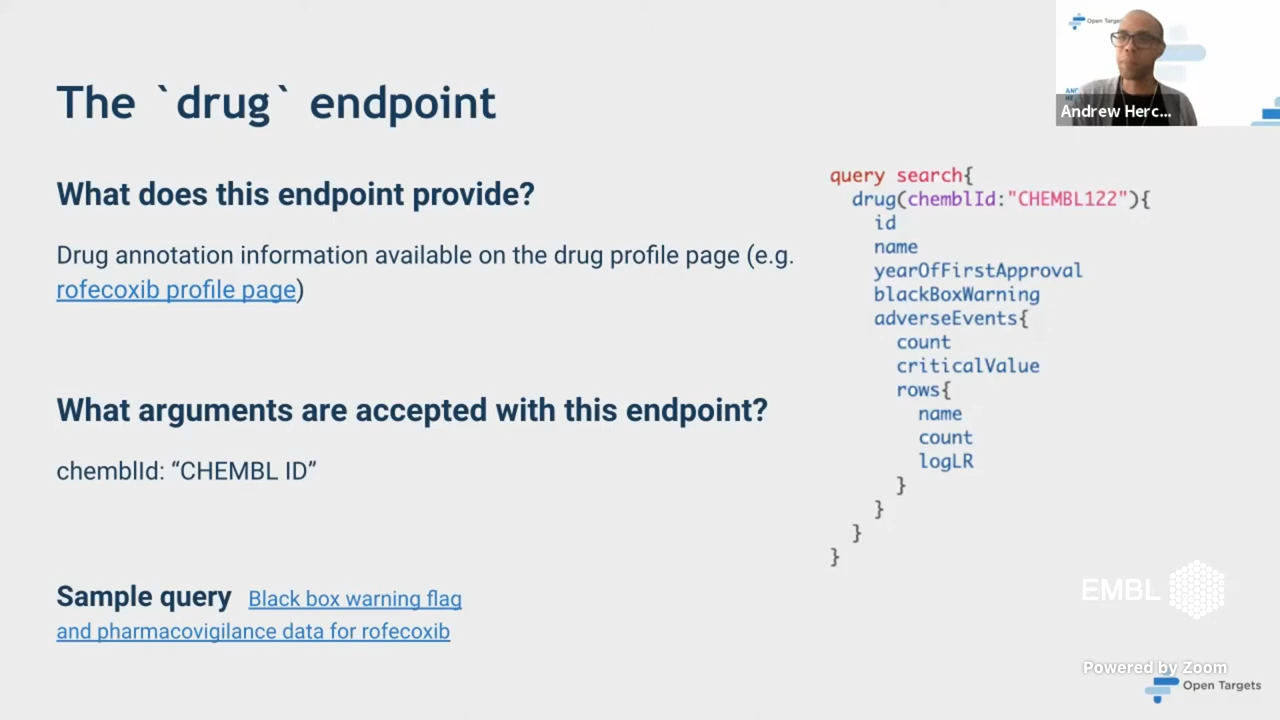 The `drug` endpoint
What does this endpoint provide?
Drug annotation information available on the drug profile page (e.g.
rofecoxib profile page)
What arguments are accepted with this endpoint?
chemblId: “CHEMBL ID”
Sample query Black box warning flag
and pharmacovigilance data for rofecoxib
query search{
drug(chemblId:"CHEMBL122"){
id
name
yearOfFirstApproval
blackBoxWarning
adverseEvents{
count
criticalValue
rows{
name
count
logLR
}
}
}
}
Andrew Herc...
EMBL
Powered by Zoom
Open Targets